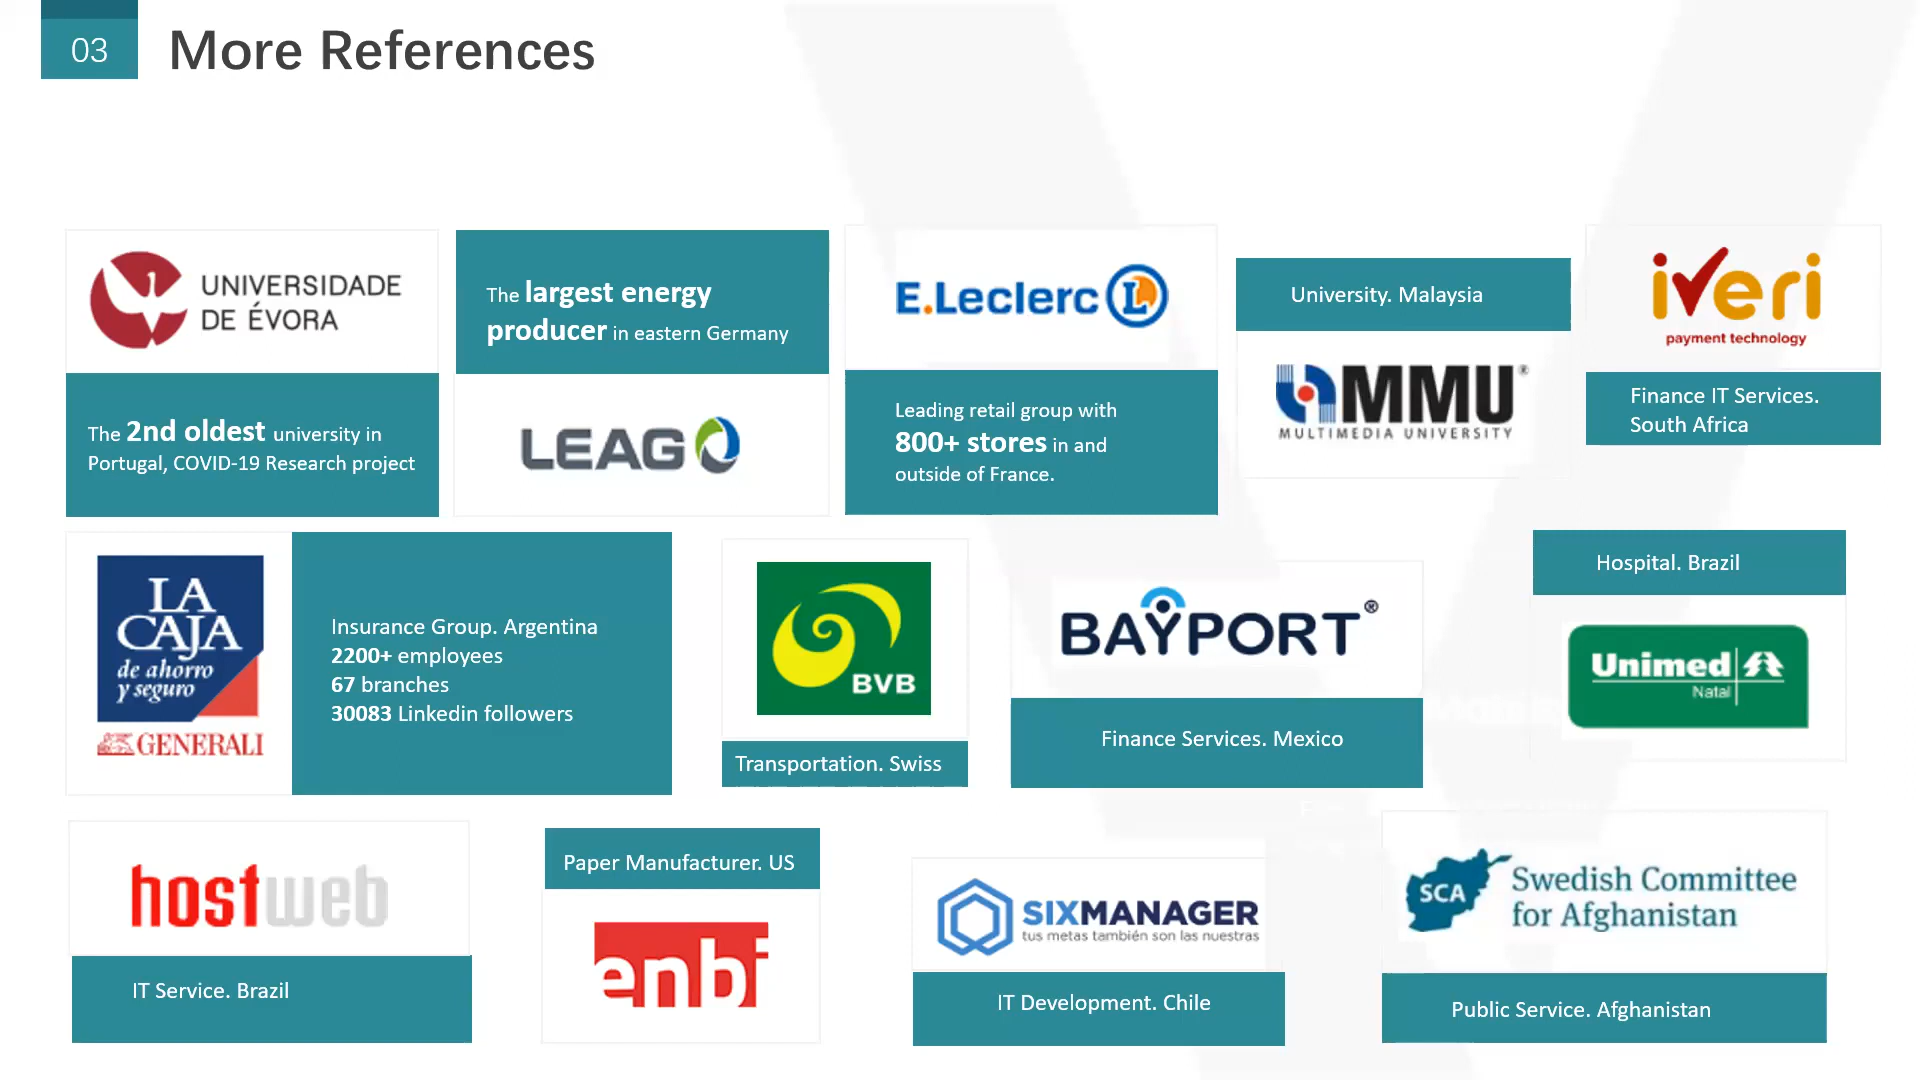 03
More References
UNIVERSIDADE
DE ÉVORA
The 2nd oldest university in
Portugal, COVID-19 Research project
The largest energy
producer in eastern Germany
LEAG
E.Leclerc L
Leading retail group with
800+ stores in and
outside of France.
University. Malaysia
MMU®
MULTIMEDIA UNIVERSITY
iveri
payment technology
Finance IT Services.
South Africa
LA
CAJA
de ahorro
y seguro
GENERALI
Insurance Group. Argentina
2200+ employees
67 branches
30083 Linkedin followers
BVB
Transportation. Swiss
BAYPORT®
Finance Services. Mexico
Hospital. Brazil
Unimed
Natal
hostweb
IT Service. Brazil
Paper Manufacturer. US
enbi
SIXMANAGER
tus metas también son las nuestras
IT Development. Chile
SCA
Swedish Committee
for Afghanistan
Public Service. Afghanistan